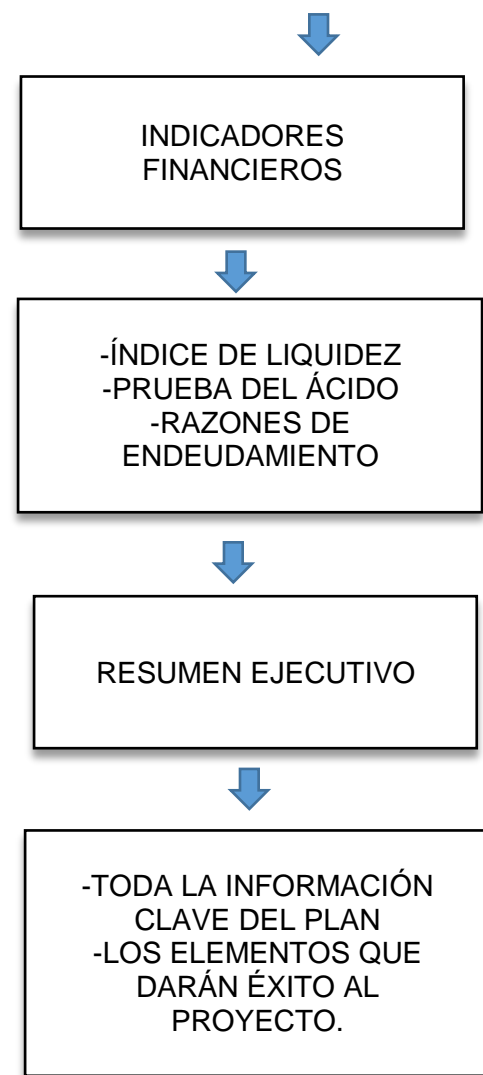 INDICADORES
FINANCIEROS
-ÍNDICE DE LIQUIDEZ
-PRUEBA DEL ÁCIDO
-RAZONES DE
ENDEUDAMIENTO
RESUMEN EJECUTIVO
-TODA LA INFORMACIÓN
CLAVE DEL PLAN
-LOS ELEMENTOS QUE
DARÁN ÉXITO AL
PROYECTO.